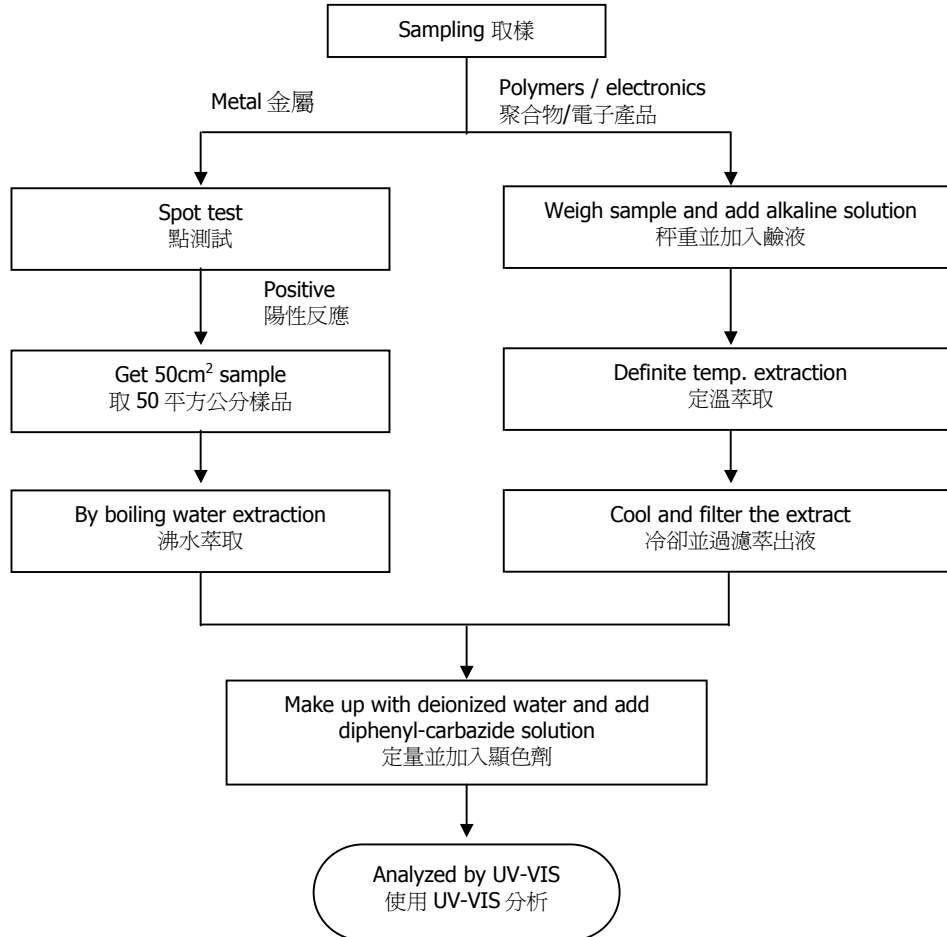 Sampling 取樣
Metal 金屬
Polymers / electronics
聚合物/電子產品
Spot test
點測試
Weigh sample and add alkaline solution
秤重並加入鹼液
Positive
陽性反應
Get 50cm² sample
取 50 平方公分樣品
Definite temp. extraction
定溫萃取
By boiling water extraction
沸水萃取
Cool and filter the extract
冷卻並過濾萃出液
Make up with deionized water and add
diphenyl-carbazide solution
定量並加入顯色劑
Analyzed by UV-VIS
使用 UV-VIS 分析